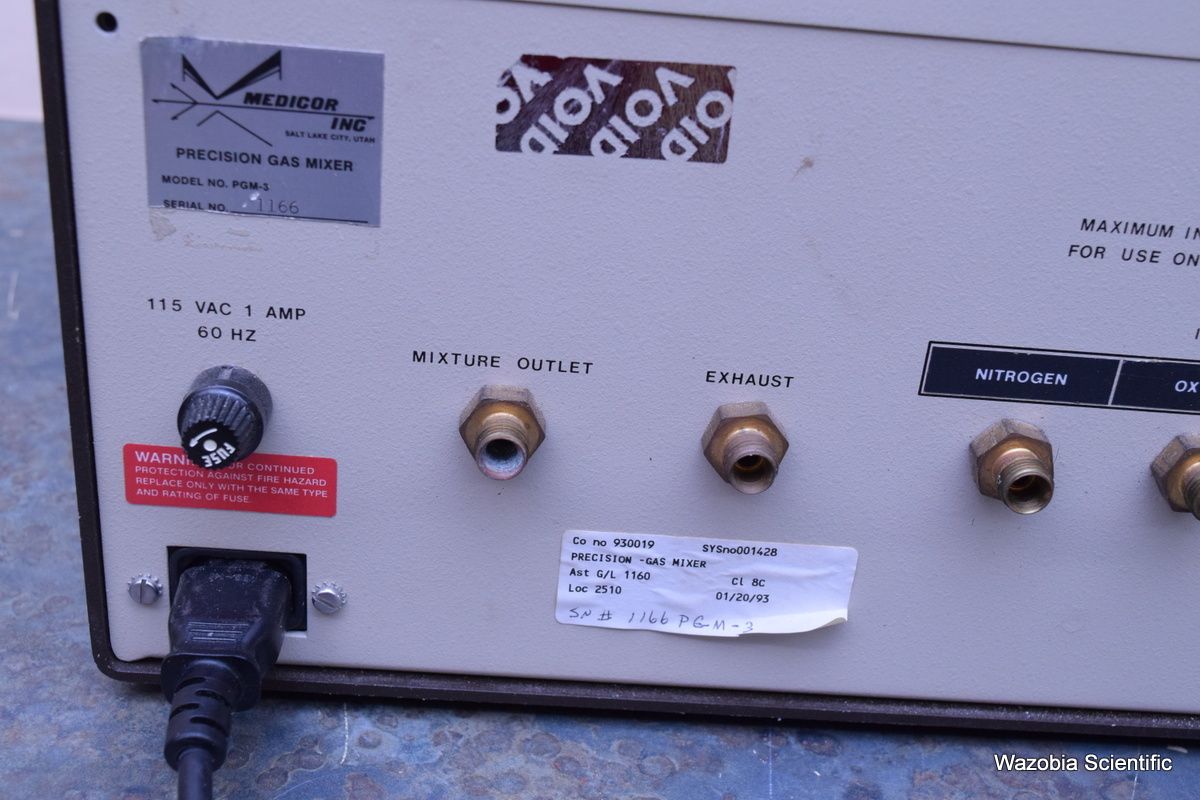 MEDICOR
INC
SALT LAKE CITY, UTAH
PRECISION GAS MIXER
MODEL NO. PGM-3
SERIAL NO. 1166
VOID VOID VOID
MAXIMUM
FOR USE
115 VAC 1 AMP
60 HZ
MIXTURE OUTLET
EXHAUST
NITROGEN
FUSE
CONTINUED
PROTECTION AGAINST FIRE HAZARD
REPLACE ONLY WITH THE SAME TYPE
AND RATING OF FUSE.
Co no 930019 SYSno001428
PRECISION -GAS MIXER
Ast G/L 1160 Cl 8C
Loc 2510 01/20/93
SN # 1166 PGM-3
Wazobia Scientific